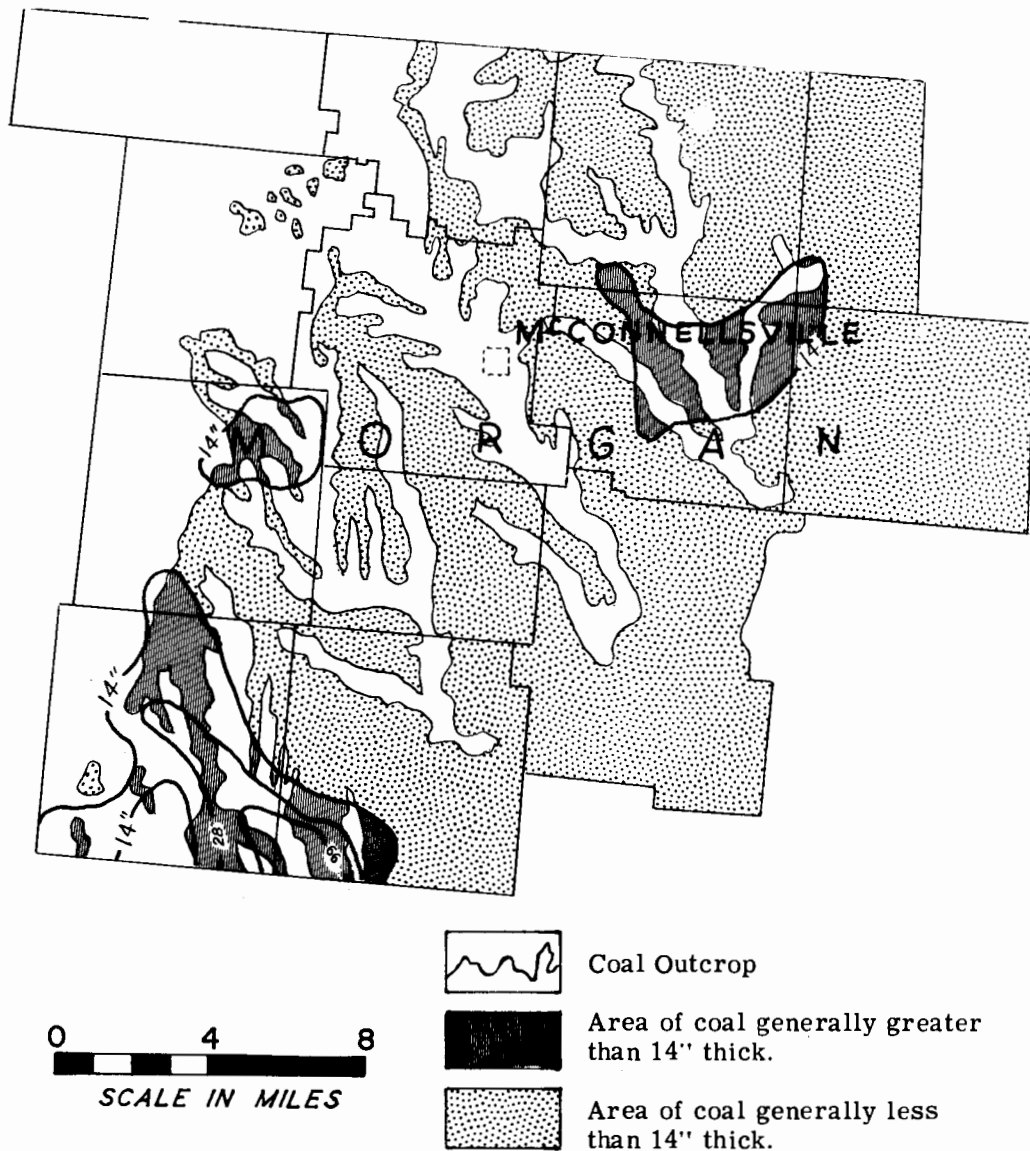 McCONNELLSVILLE
14"
14"
M O R G A N
14"
14"
28"
Coal Outcrop
Area of coal generally greater
than 14" thick.
Area of coal generally less
than 14" thick.
0 4 8
SCALE IN MILES